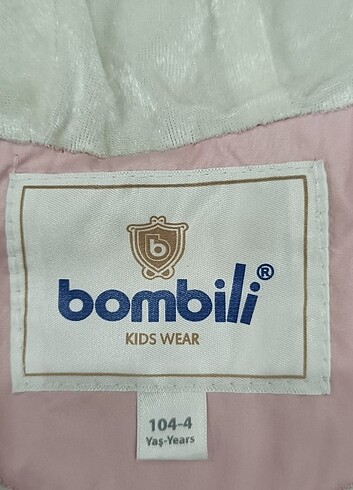 b
bombili®
KIDS WEAR
104-4
Yaş-Years